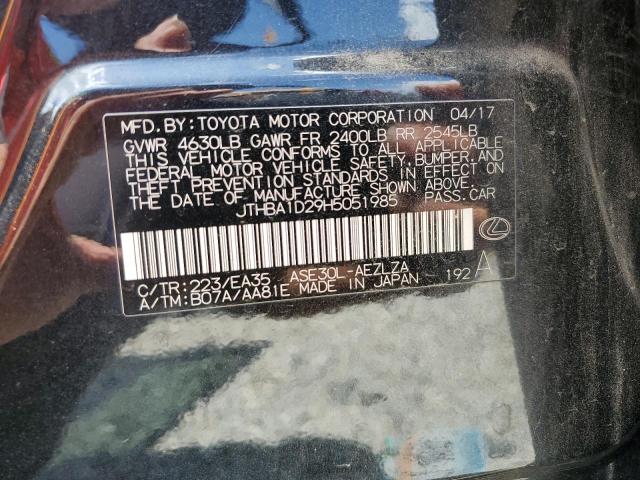 MFD. BY: TOYOTA MOTOR CORPORATION 04/17
GVWR 4630LB GAWR FR 2400LB RR 2545LB
THIS VEHICLE CONFORMS TO ALL APPLICABLE
FEDERAL MOTOR VEHICLE SAFETY, BUMPER, AND
THEFT PREVENTION STANDARDS IN EFFECT ON
THE DATE OF MANUFACTURE SHOWN ABOVE.
JTHBA1D29H5051985 PASS. CAR
C/TR: 223/EA35 ASE30L-AEZLZA 192 A
A/TM: B07A/AA81E MADE IN JAPAN